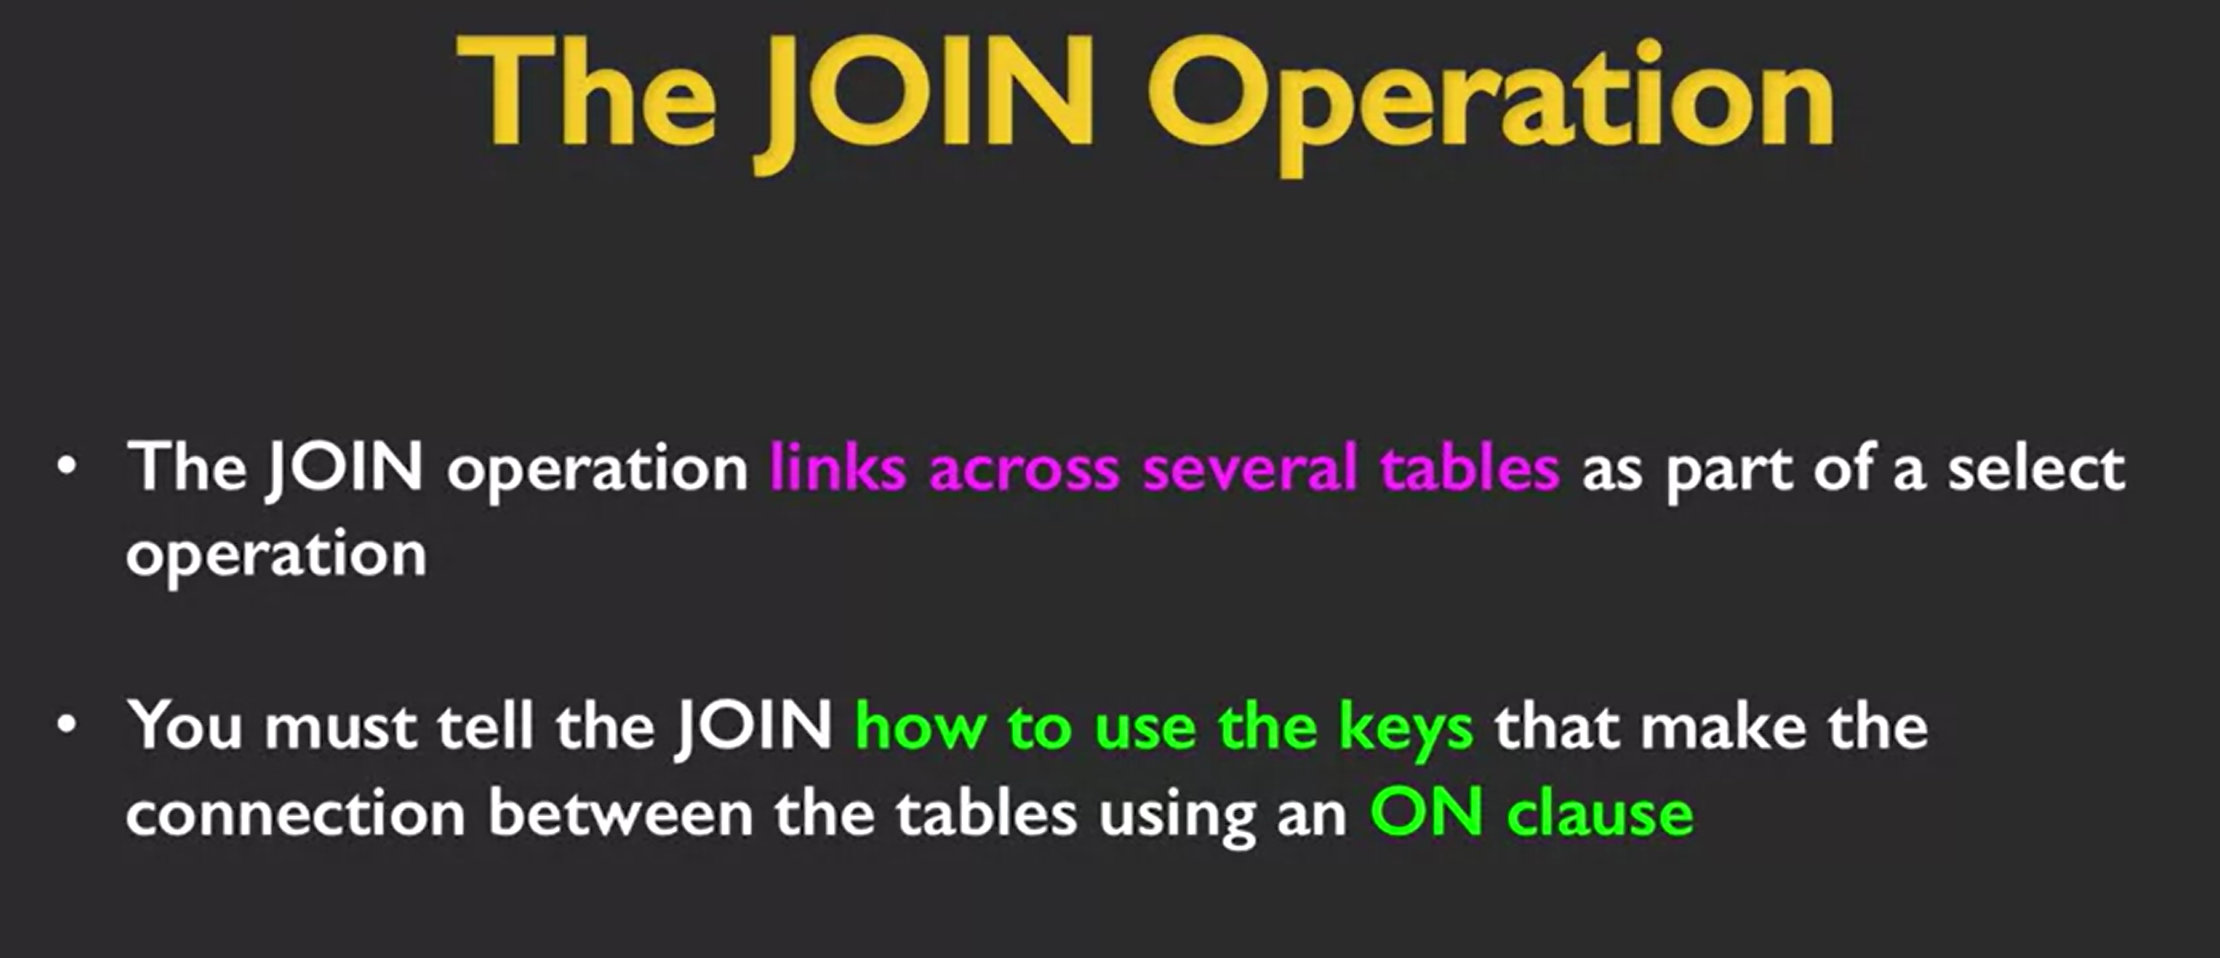 The JOIN Operation
• The JOIN operation links across several tables as part of a select
operation
• You must tell the JOIN how to use the keys that make the
connection between the tables using an ON clause